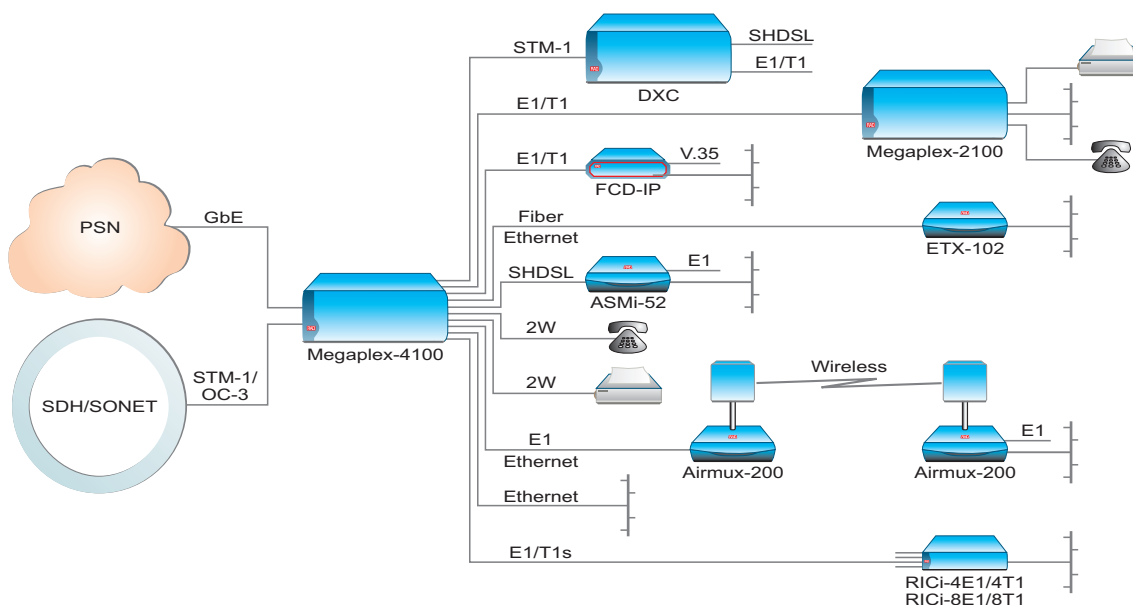 STM-1
SHDSL
E1/T1
DXC
E1/T1
Megaplex-2100
E1/T1
V.35
FCD-IP
PSN
GbE
Fiber
Ethernet
ETX-102
SHDSL
E1
ASMi-52
Megaplex-4100
2W
2W
SDH/SONET
STM-1/
OC-3
Wireless
E1
Ethernet
Airmux-200
E1
Airmux-200
Ethernet
E1/T1s
RICi-4E1/4T1
RICi-8E1/8T1